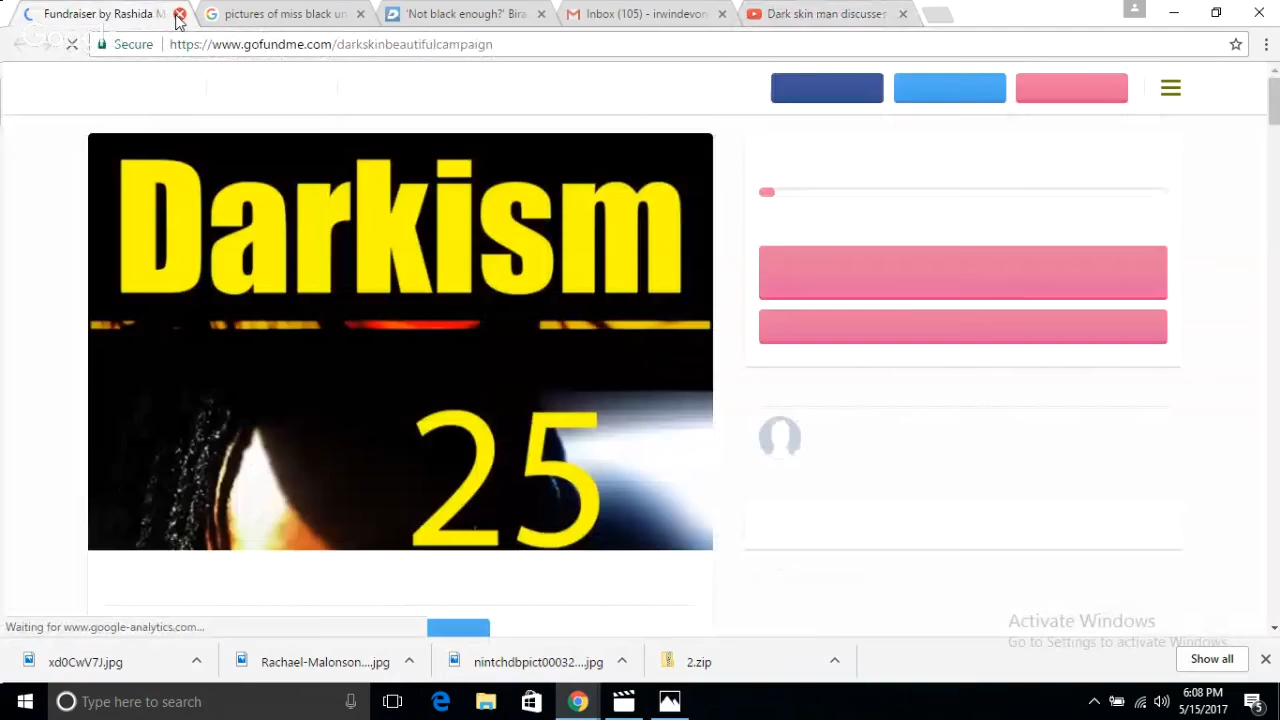 Fundraiser by Rashida M
pictures of miss black un
'Not black enough?' Bira
Inbox (105) - irwindevon
Dark skin man discusses
Secure
https://www.gofundme.com/darkskinbeautifulcampaign
Darkism
25
Waiting for www.google-analytics.com...
Activate Windows
Go to Settings to activate Windows.
xd0CwV7J.jpg
Rachael-Malonson....jpg
nintchdbpict00032....jpg
2.zip
Show all
Type here to search
6:08 PM
5/15/2017
5